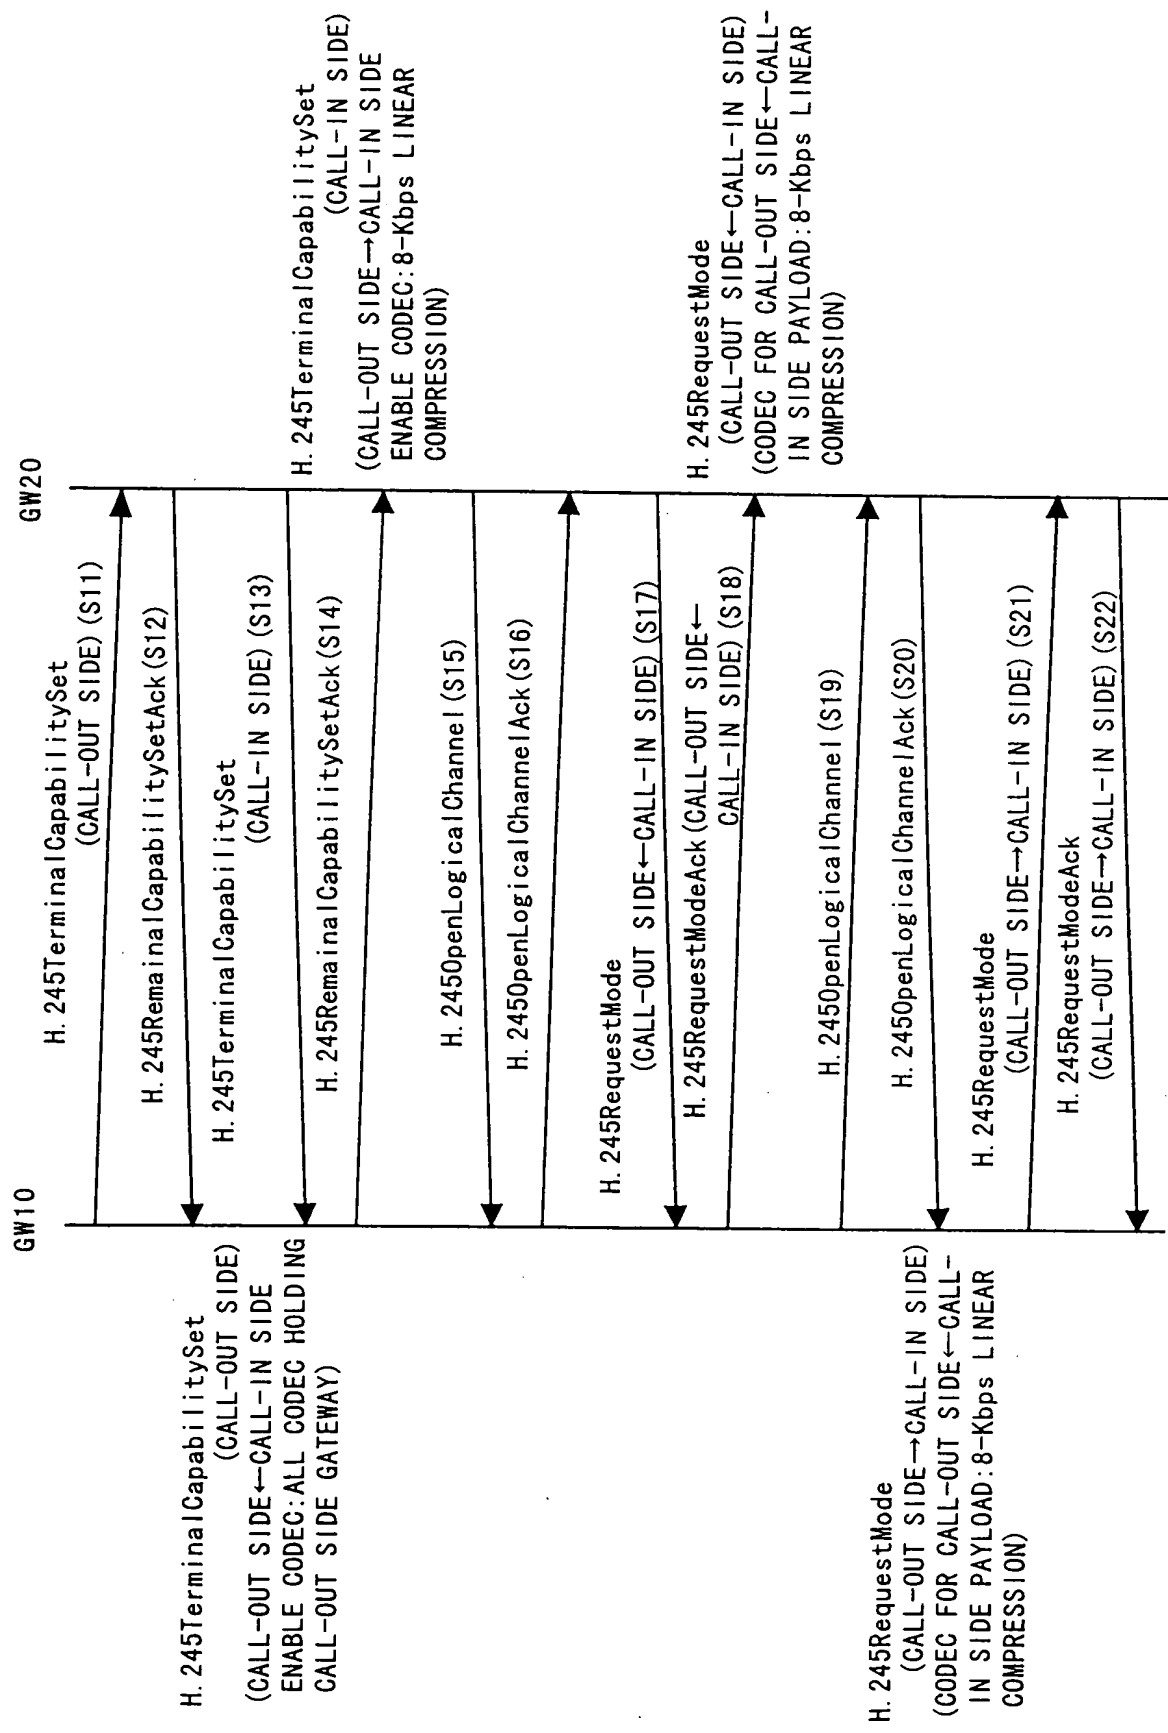 GW10
GW20
H.245TerminalCapabilitySet
(CALL-OUT SIDE)(S11)
H.245RemainalCapabilitySetAck(S12)
H.245TerminalCapabilitySet
(CALL-IN SIDE)(S13)
H.245RemainalCapabilitySetAck(S14)
H.245OpenLogicalChannel(S15)
H.245OpenLogicalChannelAck(S16)
H.245RequestMode
(CALL-OUT SIDE←CALL-IN SIDE)(S17)
H.245RequestModeAck(CALL-OUT SIDE←
CALL-IN SIDE)(S18)
H.245OpenLogicalChannel(S19)
H.245OpenLogicalChannelAck(S20)
H.245RequestMode
(CALL-OUT SIDE→CALL-IN SIDE)(S21)
H.245RequestModeAck
(CALL-OUT SIDE→CALL-IN SIDE)(S22)
H.245TerminalCapabilitySet
(CALL-OUT SIDE)
(CALL-OUT SIDE←CALL-IN SIDE
ENABLE CODEC:ALL CODEC HOLDING
CALL-OUT SIDE GATEWAY)
H.245RequestMode
(CALL-OUT SIDE→CALL-IN SIDE)
(CODEC FOR CALL-OUT SIDE←CALL-
IN SIDE PAYLOAD:8-Kbps LINEAR
COMPRESSION)
H.245TerminalCapabilitySet
(CALL-IN SIDE)
(CALL-OUT SIDE→CALL-IN SIDE
ENABLE CODEC:8-Kbps LINEAR
COMPRESSION)
H.245RequestMode
(CALL-OUT SIDE←CALL-IN SIDE)
(CODEC FOR CALL-OUT SIDE←CALL-
IN SIDE PAYLOAD:8-Kbps LINEAR
COMPRESSION)